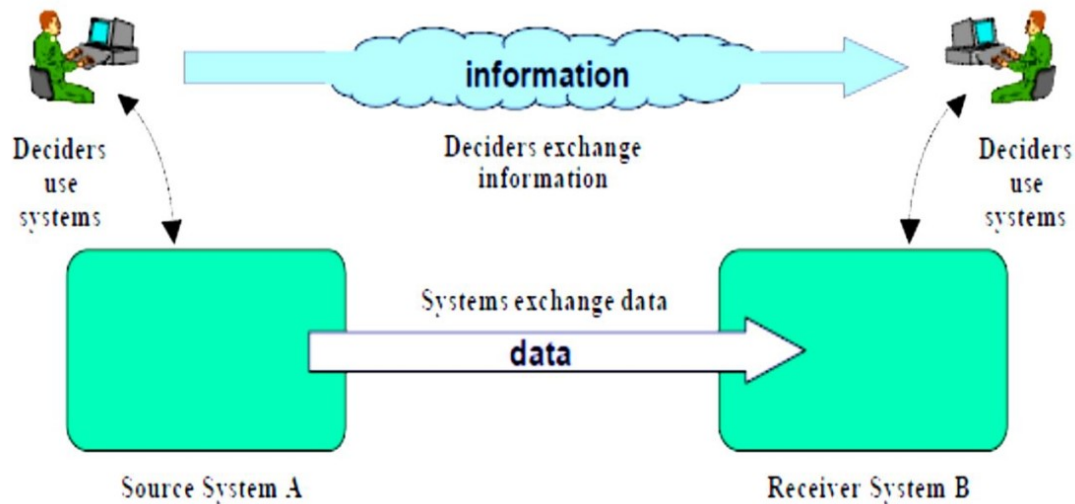 information
Deciders exchange
information
Deciders
use
systems
Deciders
use
systems
Systems exchange data
data
Source System A
Receiver System B